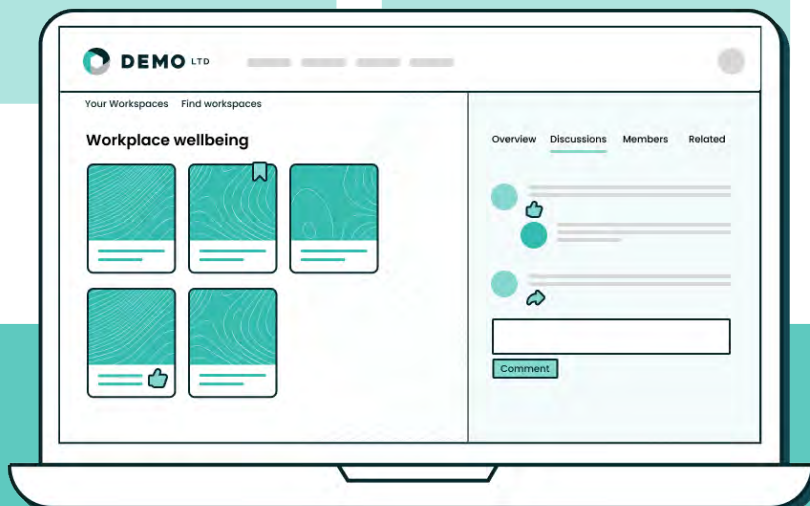 DEMO LTD
Your Workspaces Find workspaces
Workplace wellbeing
Overview Discussions Members Related
Comment